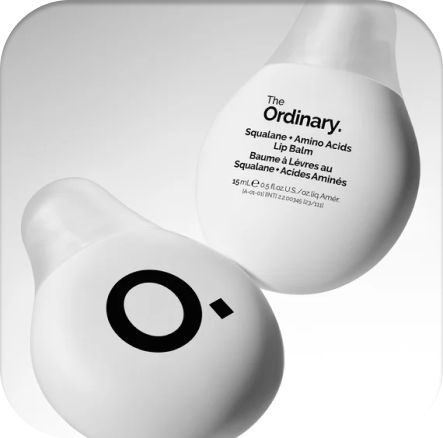 The
Ordinary.
Squalane + Amino Acids
Lip Balm
Baume à Lèvres au
Squalane + Acides Aminés
15 mL ℮ 0.5 fl.oz.U.S./oz.liq Amér.
O.